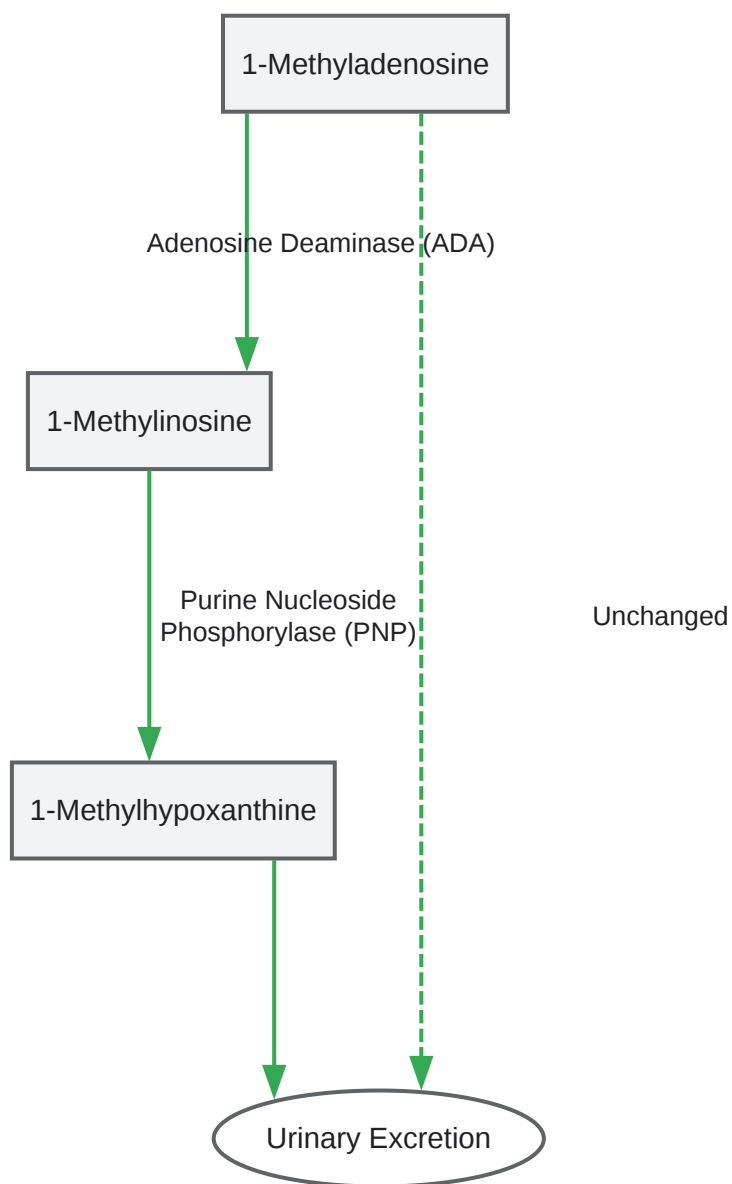 1-Methyladenosine
Adenosine Deaminase (ADA)
1-Methylinosine
Purine Nucleoside
Phosphorylase (PNP)
Unchanged
1-Methylhypoxanthine
Urinary Excretion